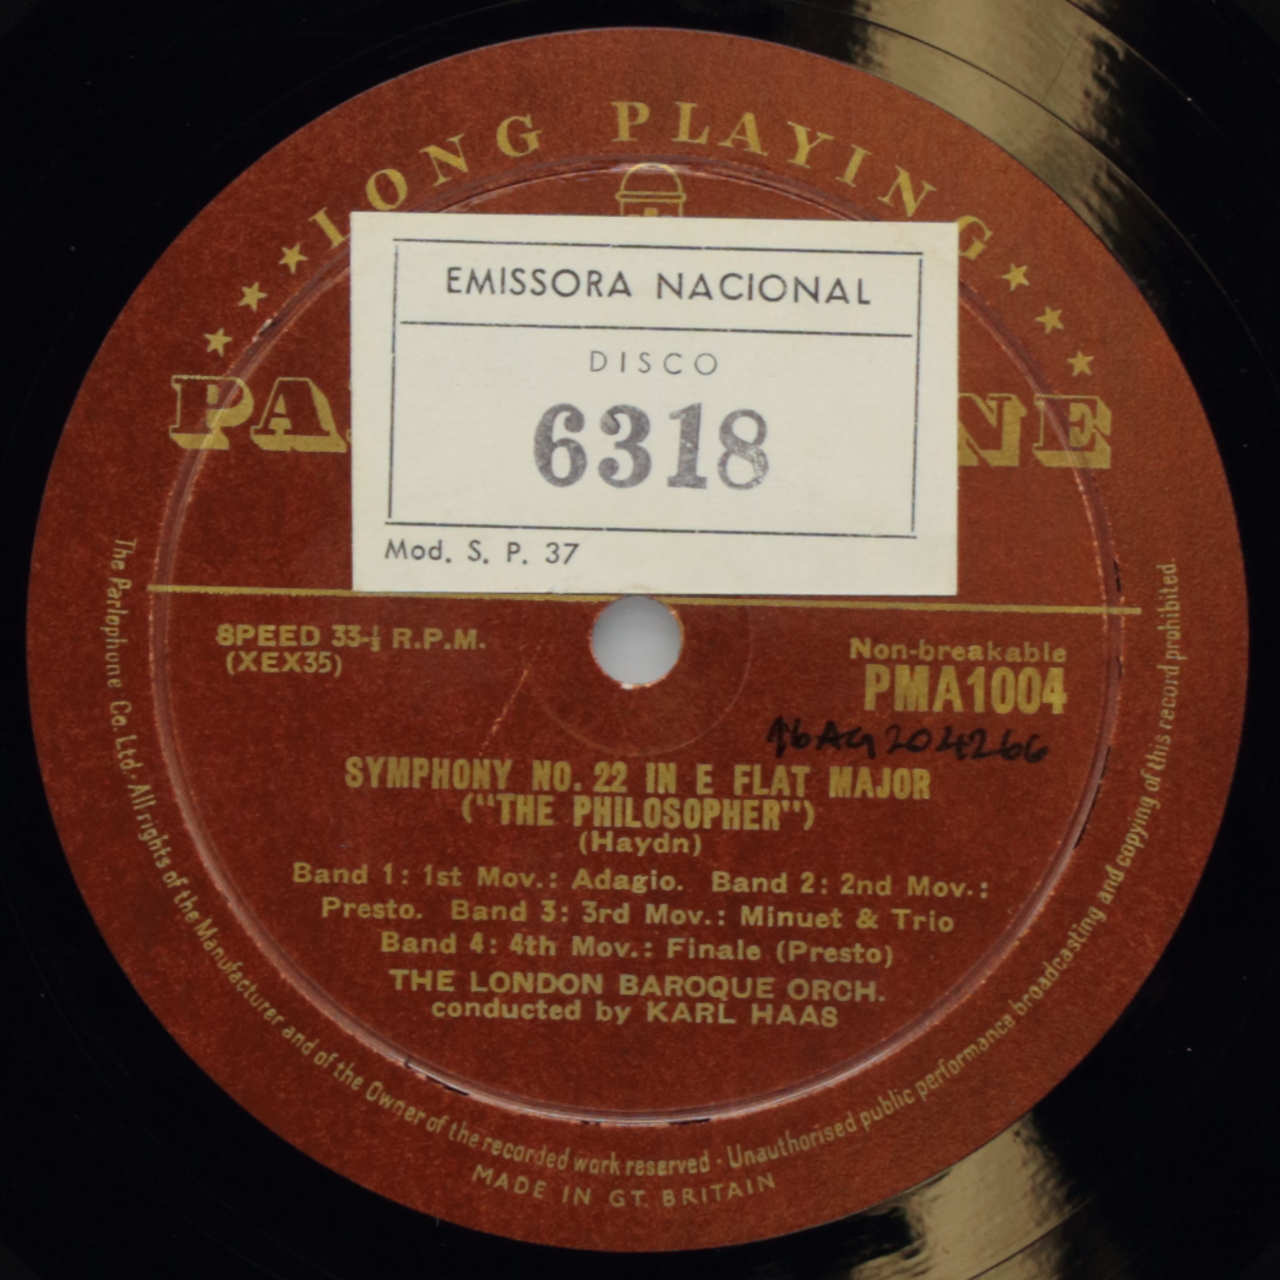 LONG PLAYING
EMISSORA NACIONAL
DISCO
6318
Mod. S. P. 37
SPEED 33-⅓ R.P.M.
(XEX35)
Non-breakable
PMA1004
16AG204266
SYMPHONY NO. 22 IN E FLAT MAJOR
("THE PHILOSOPHER")
(Haydn)
Band 1: 1st Mov.: Adagio. Band 2: 2nd Mov.:
Presto. Band 3: 3rd Mov.: Minuet & Trio
Band 4: 4th Mov.: Finale (Presto)
THE LONDON BAROQUE ORCH.
conducted by KARL HAAS
The Parlophone Co. Ltd. All rights of the Manufacturer and of the Owner of the recorded work reserved - Unauthorised public performance broadcasting and copying of this record prohibited.
MADE IN GT. BRITAIN